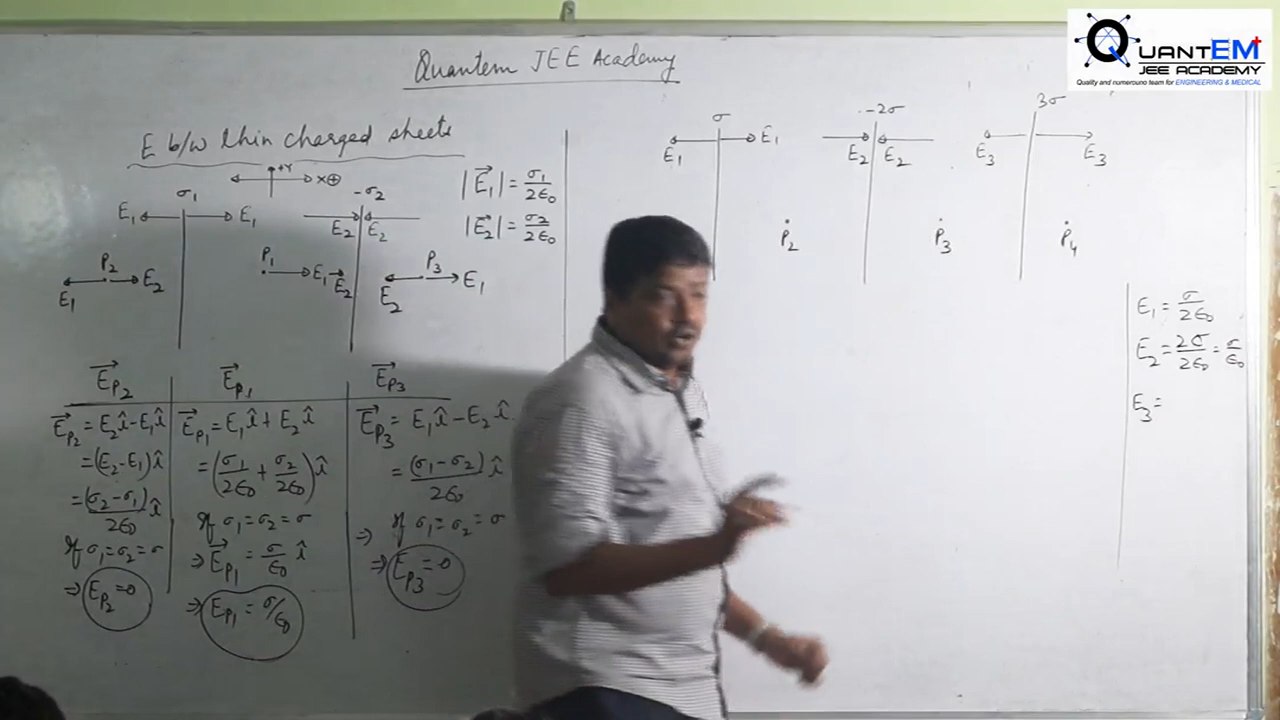 QUANTEM+
JEE ACADEMY
Quality and numerouno team for ENGINEERING & MEDICAL
Quantem JEE Academy
E b/w thin charged sheets
+Y
X⊕
σ₁
-σ₂
E₁ E₁
E₂ E₂
|E⃗₁| = σ₁/2ε₀
|E⃗₂| = σ₂/2ε₀
P₂
E₁ E₂
P₁
E₁ E₂
P₃
E₂ E₁
E⃗P₂
E⃗P₂ = E₂î - E₁î
= (E₂-E₁)î
= (σ₂-σ₁)/2ε₀ î
If σ₁=σ₂=σ
⇒ EP₂=0
E⃗P₁
E⃗P₁ = E₁î + E₂î
= (σ₁/2ε₀ + σ₂/2ε₀)î
If σ₁=σ₂=σ
⇒ E⃗P₁ = σ/ε₀ î
⇒ EP₁ = σ/ε₀
E⃗P₃
E⃗P₃ = E₁î - E₂î
= (σ₁-σ₂)/2ε₀ î
⇒ If σ₁=σ₂=σ
⇒ EP₃=0
σ
-2σ
3σ
E₁ E₁
E₂ E₂
E₃ E₃
P₂
P₃
P₄
E₁ = σ/2ε₀
E₂ = 2σ/2ε₀ = σ/ε₀
E₃ =